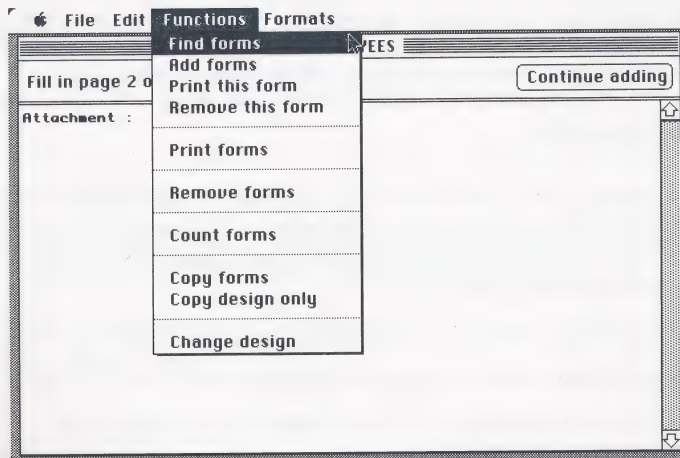 File Edit Functions Formats
Find forms
Add forms
Print this form
Remove this form
Print forms
Remove forms
Count forms
Copy forms
Copy design only
Change design
YEES
Fill in page 2 o
Continue adding
Attachment :